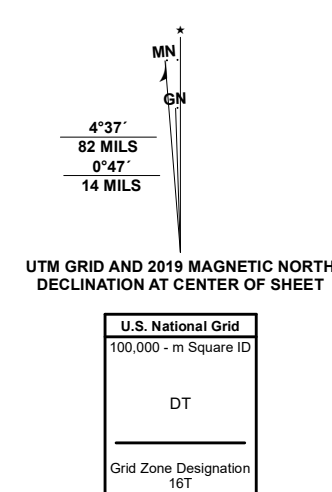 ★
MN
GN
4°37´
82 MILS
0°47´
14 MILS
UTM GRID AND 2019 MAGNETIC NORTH
DECLINATION AT CENTER OF SHEET
U.S. National Grid
100,000 - m Square ID
DT
Grid Zone Designation
16T